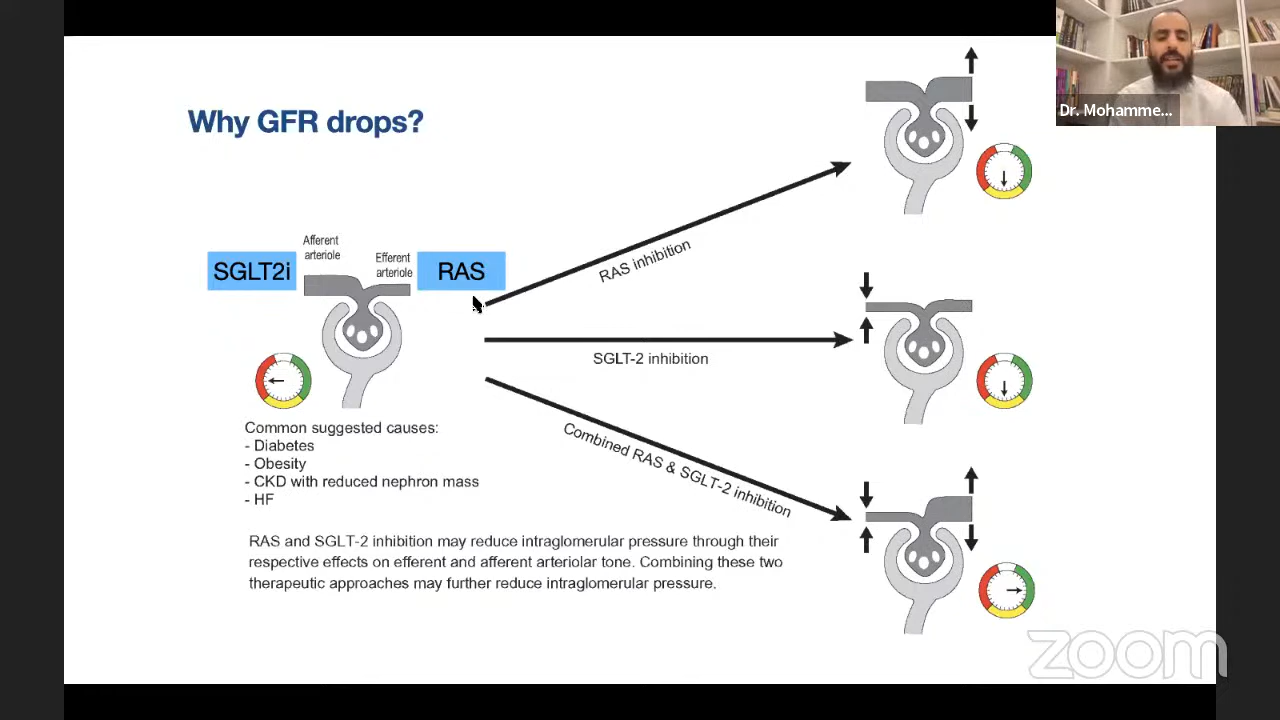 Why GFR drops?
Dr. Mohamme...
SGLT2i
Afferent
arteriole
Efferent
arteriole
RAS
RAS inhibition
SGLT-2 inhibition
Combined RAS & SGLT-2 inhibition
Common suggested causes:
- Diabetes
- Obesity
- CKD with reduced nephron mass
- HF
RAS and SGLT-2 inhibition may reduce intraglomerular pressure through their
respective effects on efferent and afferent arteriolar tone. Combining these two
therapeutic approaches may further reduce intraglomerular pressure.
zoom